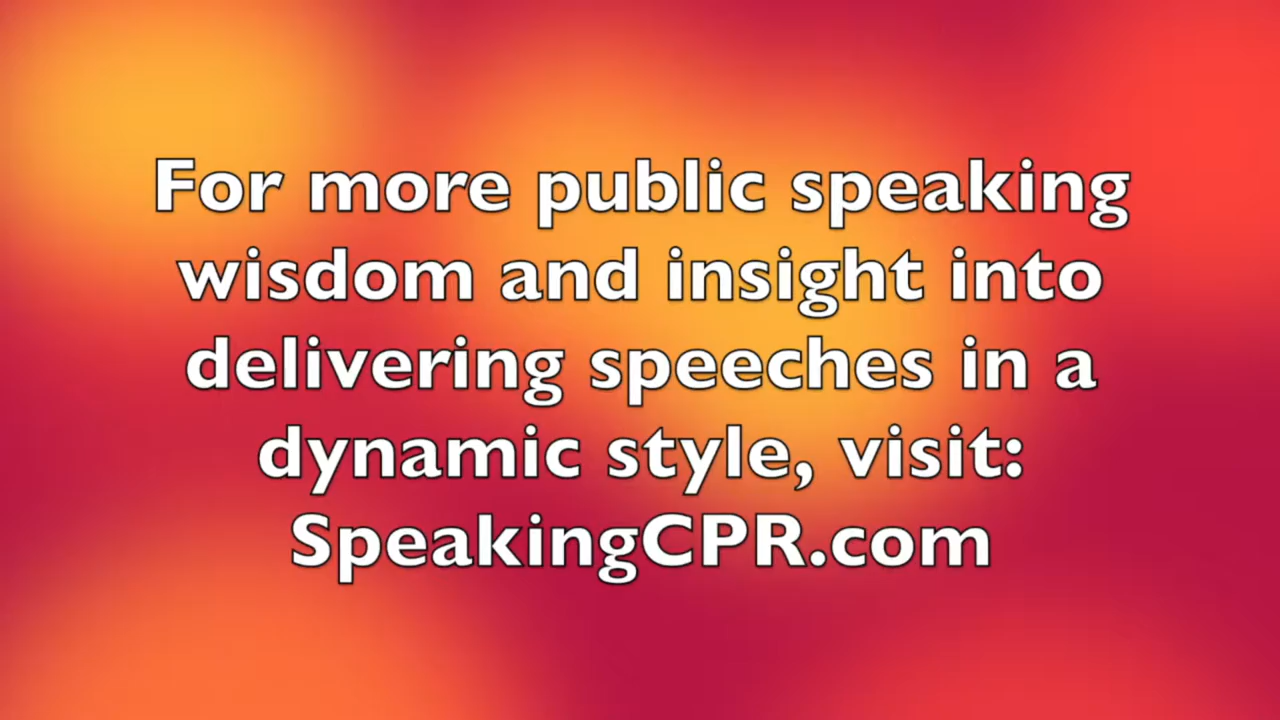 For more public speaking
wisdom and insight into
delivering speeches in a
dynamic style, visit:
SpeakingCPR.com